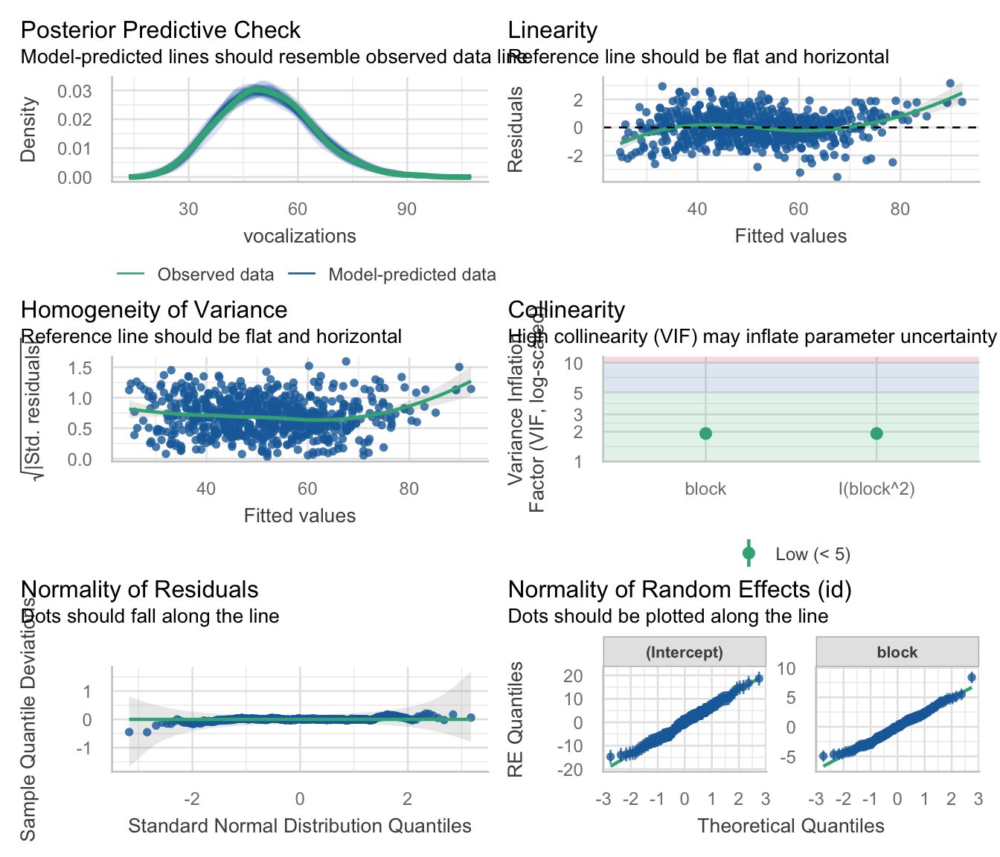 Posterior Predictive Check
Model-predicted lines should resemble observed data line
Density
0.03
0.02
0.01
0.00
30 60 90
vocalizations
Observed data Model-predicted data
Linearity
Reference line should be flat and horizontal
Residuals
2
0
-2
40 60 80
Fitted values
Homogeneity of Variance
Reference line should be flat and horizontal
√|Std. residuals|
1.5
1.0
0.5
0.0
40 60 80
Fitted values
Collinearity
High collinearity (VIF) may inflate parameter uncertainty
Variance Inflation
Factor (VIF, log-scaled)
10
5
3
2
1
block I(block^2)
Low (< 5)
Normality of Residuals
Dots should fall along the line
Sample Quantile Deviations
1
0
-1
-2 0 2
Standard Normal Distribution Quantiles
Normality of Random Effects (id)
Dots should be plotted along the line
RE Quantiles
(Intercept)
20
10
0
-10
-20
-3 -2 -1 0 1 2 3
block
10
5
0
-5
-3 -2 -1 0 1 2 3
Theoretical Quantiles